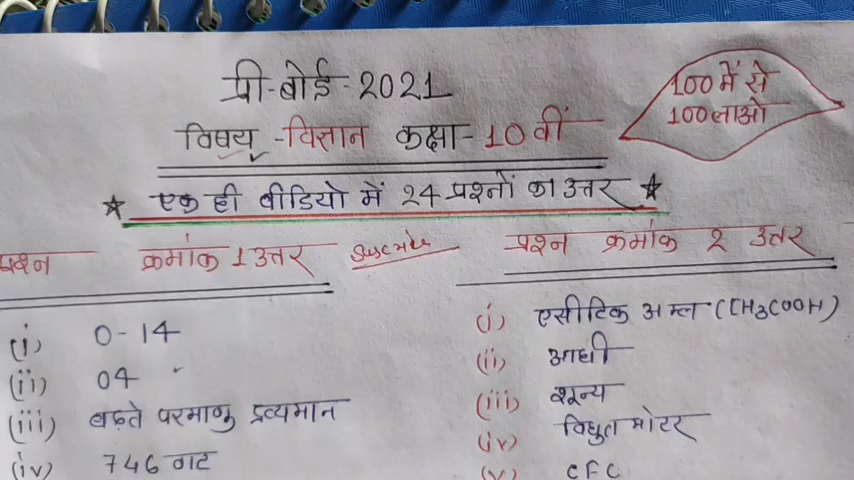 प्री-बोर्ड-2021
100 में से
100 लाओ
विषय -विज्ञान कक्षा-10 वीं
★ एक ही वीडियो में 24 प्रश्नों का उत्तर ★
प्रश्न क्रमांक 1 उत्तर
(i) 0-14
(ii) 04
(iii) बढ़ते परमाणु द्रव्यमान
(iv) 746 वाट
प्रश्न क्रमांक 2 उत्तर
(i) एसीटिक अम्ल (CH3COOH)
(ii) आधी
(iii) शून्य
(iv) विधुत मोटर
(v) CFC